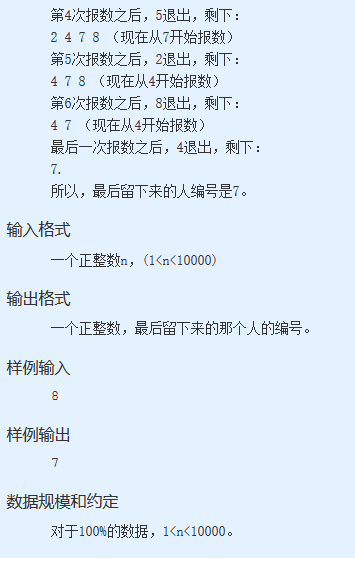 第4次报数之后，5退出，剩下：
2 4 7 8 （现在从7开始报数）
第5次报数之后，2退出，剩下：
4 7 8 （现在从4开始报数）
第6次报数之后，8退出，剩下：
4 7 （现在从4开始报数）
最后一次报数之后，4退出，剩下：
7.
所以，最后留下来的人编号是7。
输入格式
一个正整数n，(1<n<10000)
输出格式
一个正整数，最后留下来的那个人的编号。
样例输入
8
样例输出
7
数据规模和约定
对于100%的数据，1<n<10000。